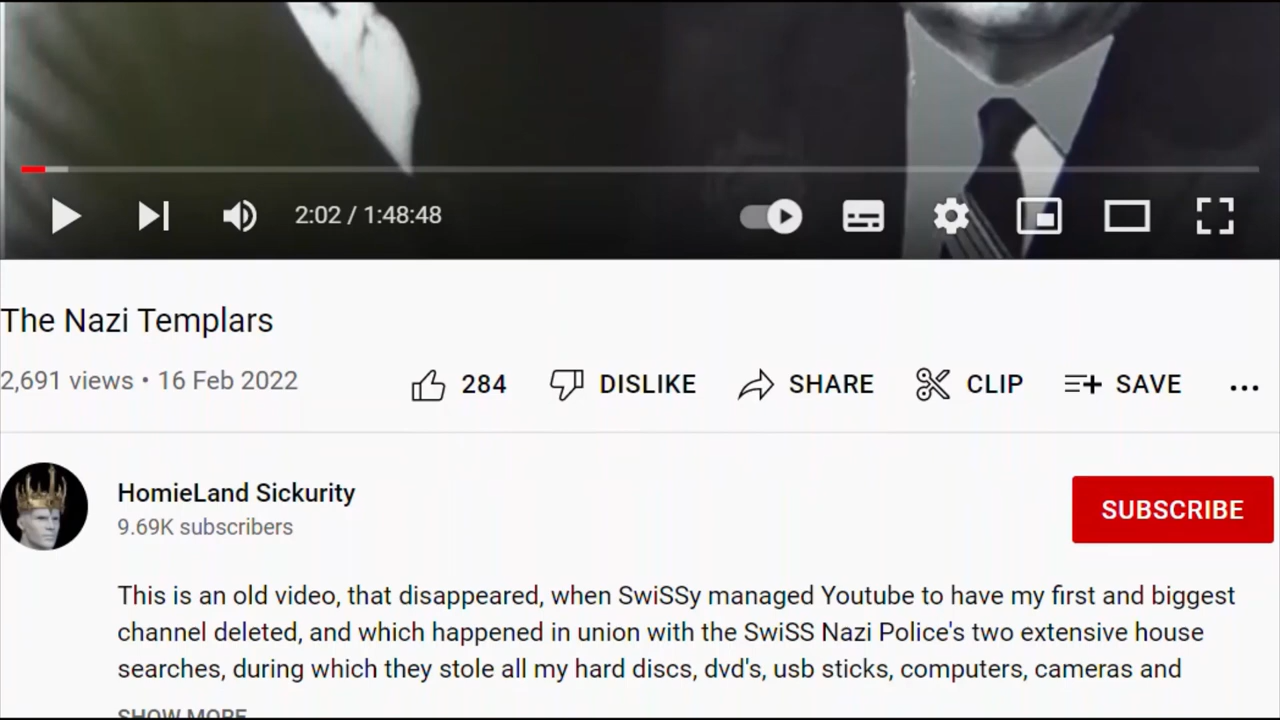 2:02 / 1:48:48
The Nazi Templars
2,691 views • 16 Feb 2022
284 DISLIKE SHARE CLIP SAVE
HomieLand Sickurity
9.69K subscribers
SUBSCRIBE
This is an old video, that disappeared, when SwiSSy managed Youtube to have my first and biggest
channel deleted, and which happened in union with the SwiSS Nazi Police's two extensive house
searches, during which they stole all my hard discs, dvd's, usb sticks, computers, cameras and
SHOW MORE